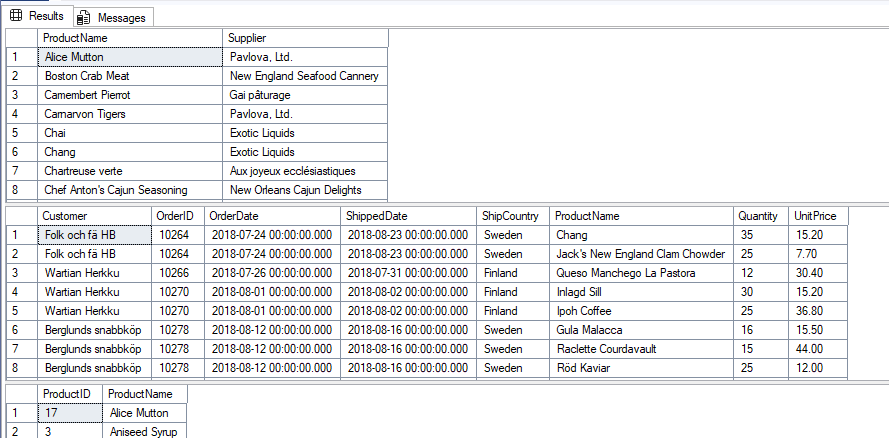 Results Messages
ProductName Supplier
1 Alice Mutton Pavlova, Ltd.
2 Boston Crab Meat New England Seafood Cannery
3 Camembert Pierrot Gai pâturage
4 Carnarvon Tigers Pavlova, Ltd.
5 Chai Exotic Liquids
6 Chang Exotic Liquids
7 Chartreuse verte Aux joyeux ecclésiastiques
8 Chef Anton's Cajun Seasoning New Orleans Cajun Delights
Customer OrderID OrderDate ShippedDate ShipCountry ProductName Quantity UnitPrice
1 Folk och fä HB 10264 2018-07-24 00:00:00.000 2018-08-23 00:00:00.000 Sweden Chang 35 15.20
2 Folk och fä HB 10264 2018-07-24 00:00:00.000 2018-08-23 00:00:00.000 Sweden Jack's New England Clam Chowder 25 7.70
3 Wartian Herkku 10266 2018-07-26 00:00:00.000 2018-07-31 00:00:00.000 Finland Queso Manchego La Pastora 12 30.40
4 Wartian Herkku 10270 2018-08-01 00:00:00.000 2018-08-02 00:00:00.000 Finland Inlagd Sill 30 15.20
5 Wartian Herkku 10270 2018-08-01 00:00:00.000 2018-08-02 00:00:00.000 Finland Ipoh Coffee 25 36.80
6 Berglunds snabbköp 10278 2018-08-12 00:00:00.000 2018-08-16 00:00:00.000 Sweden Gula Malacca 16 15.50
7 Berglunds snabbköp 10278 2018-08-12 00:00:00.000 2018-08-16 00:00:00.000 Sweden Raclette Courdavault 15 44.00
8 Berglunds snabbköp 10278 2018-08-12 00:00:00.000 2018-08-16 00:00:00.000 Sweden Röd Kaviar 25 12.00
ProductID ProductName
1 17 Alice Mutton
2 3 Aniseed Syrup